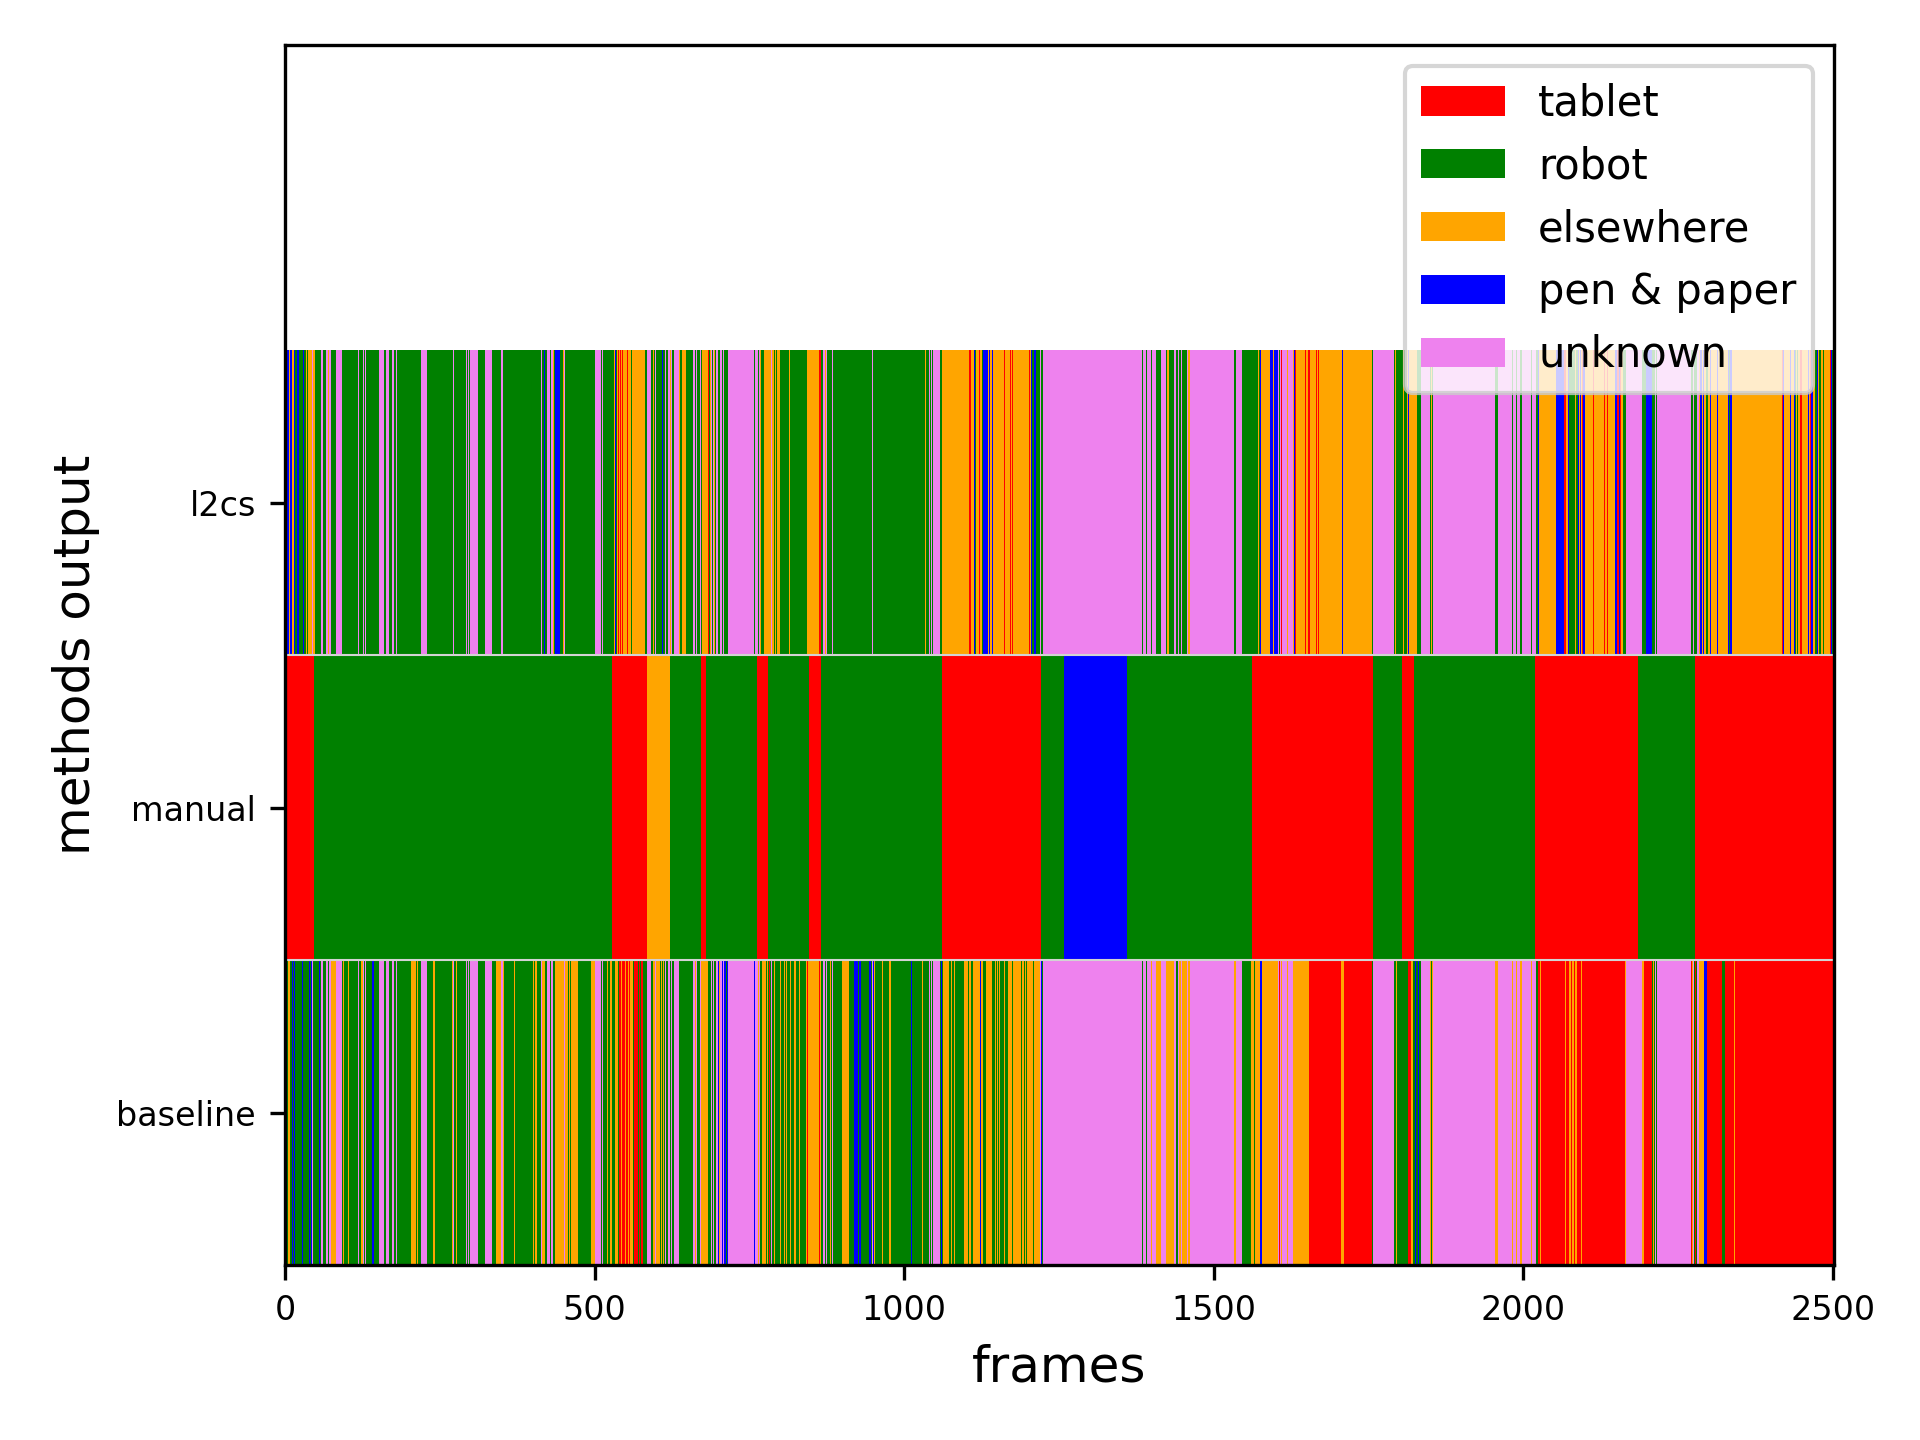 tablet
robot
elsewhere
pen & paper
unknown
methods output
l2cs
manual
baseline
0 500 1000 1500 2000 2500
frames